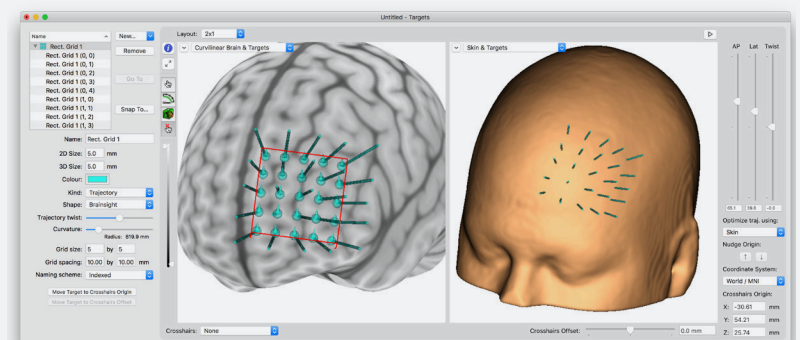 Untitled - Targets
Name
Rect. Grid 1
Rect. Grid 1 (0, 0)
Rect. Grid 1 (0, 1)
Rect. Grid 1 (0, 2)
Rect. Grid 1 (0, 3)
Rect. Grid 1 (0, 4)
Rect. Grid 1 (1, 0)
Rect. Grid 1 (1, 1)
Rect. Grid 1 (1, 2)
Rect. Grid 1 (1, 3)
New...
Remove
Go To
Snap To...
Name: Rect. Grid 1
2D Size: 5.0 mm
3D Size: 5.0 mm
Colour:
Kind: Trajectory
Shape: Brainsight
Trajectory twist:
Curvature:
Radius: 819.9 mm
Grid size: 5 by 5
Grid spacing: 10.00 by 10.00 mm
Naming scheme: Indexed
Move Target to Crosshairs Origin
Move Target to Crosshairs Offset
Layout: 2x1
Curvilinear Brain & Targets
Skin & Targets
Crosshairs: None
Crosshairs Offset: 0.0 mm
AP Lat Twist
Optimize traj. using:
Skin
Nudge Origin:
↑ ↓
Coordinate System:
World / MNI
Crosshairs Origin:
X: -30.61 mm
Y: 54.21 mm
Z: 25.74 mm